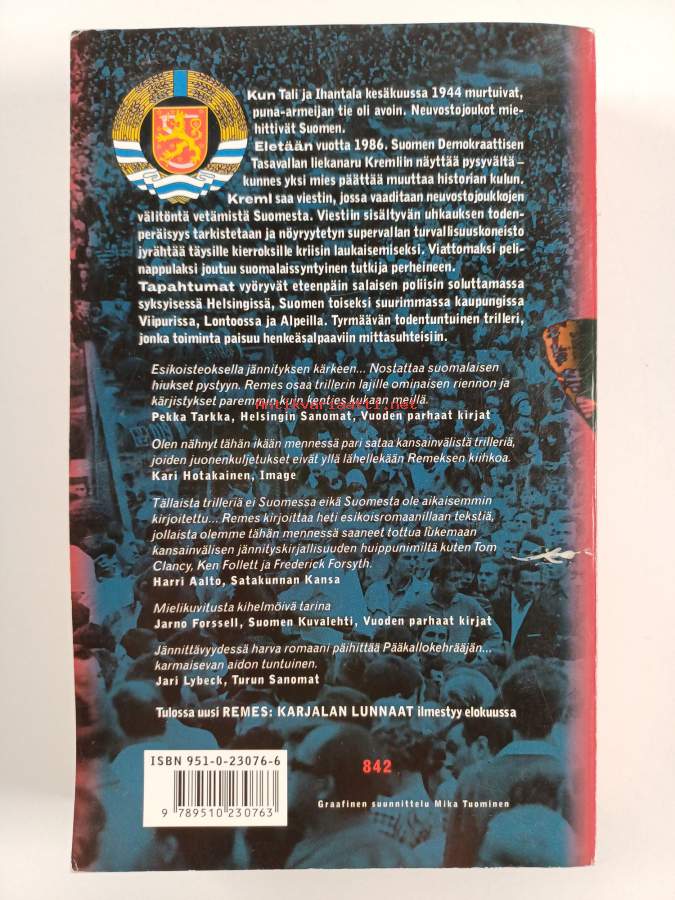 Kun Tali ja Ihantala kesäkuussa 1944 murtuivat,
puna-armeijan tie oli avoin. Neuvostojoukot mie-
hittivät Suomen.
Eletään vuotta 1986. Suomen Demokraattisen
Tasavallan liekanaru Kremliin näyttää pysyvältä –
kunnes yksi mies päättää muuttaa historian kulun.
Kreml saa viestin, jossa vaaditaan neuvostojoukkojen
välitöntä vetämistä Suomesta. Viestiin sisältyvän uhkauksen toden-
peräisyys tarkistetaan ja nöyryytetyn supervallan turvallisuuskoneisto
jyrähtää täysille kierroksille kriisin laukaisemiseksi. Viattomaksi peli-
nappulaksi joutuu suomalaissyntyinen tutkija perheineen.
Tapahtumat vyöryvät eteenpäin salaisen poliisin soluttamassa
syksyisessä Helsingissä, Suomen toiseksi suurimmassa kaupungissa
Viipurissa, Lontoossa ja Alpeilla. Tyrmäävän todentuntuinen trilleri,
jonka toiminta paisuu henkeäsalpaaviin mittasuhteisiin.
Esikoisteoksella jännityksen kärkeen... Nostattaa suomalaisen
hiukset pystyyn. Remes osaa trillerin lajille ominaisen riennon ja
kärjistykset paremmin kuin kenties kukaan meillä.
Antikvariaatti.net
Pekka Tarkka, Helsingin Sanomat, Vuoden parhaat kirjat
Olen nähnyt tähän ikään mennessä pari sataa kansainvälistä trilleriä,
joiden juonenkuljetukset eivät yllä lähellekään Remeksen kiihkoa.
Kari Hotakainen, Image
Tällaista trilleriä ei Suomessa eikä Suomesta ole aikaisemmin
kirjoitettu... Remes kirjoittaa heti esikoisromaanillaan tekstiä,
jollaista olemme tähän mennessä saaneet tottua lukemaan
kansainvälisen jännityskirjallisuuden huippunimiltä kuten Tom
Clancy, Ken Follett ja Frederick Forsyth.
Harri Aalto, Satakunnan Kansa
Mielikuvitusta kihelmöivä tarina
Jarno Forssell, Suomen Kuvalehti, Vuoden parhaat kirjat
Jännittävyydessä harva romaani päihittää Pääkallokehrääjän...
karmaisevan aidon tuntuinen.
Jari Lybeck, Turun Sanomat
Tulossa uusi REMES: KARJALAN LUNNAAT ilmestyy elokuussa
ISBN 951-0-23076-6
842
9 789510 230763
Graafinen suunnittelu Mika Tuominen